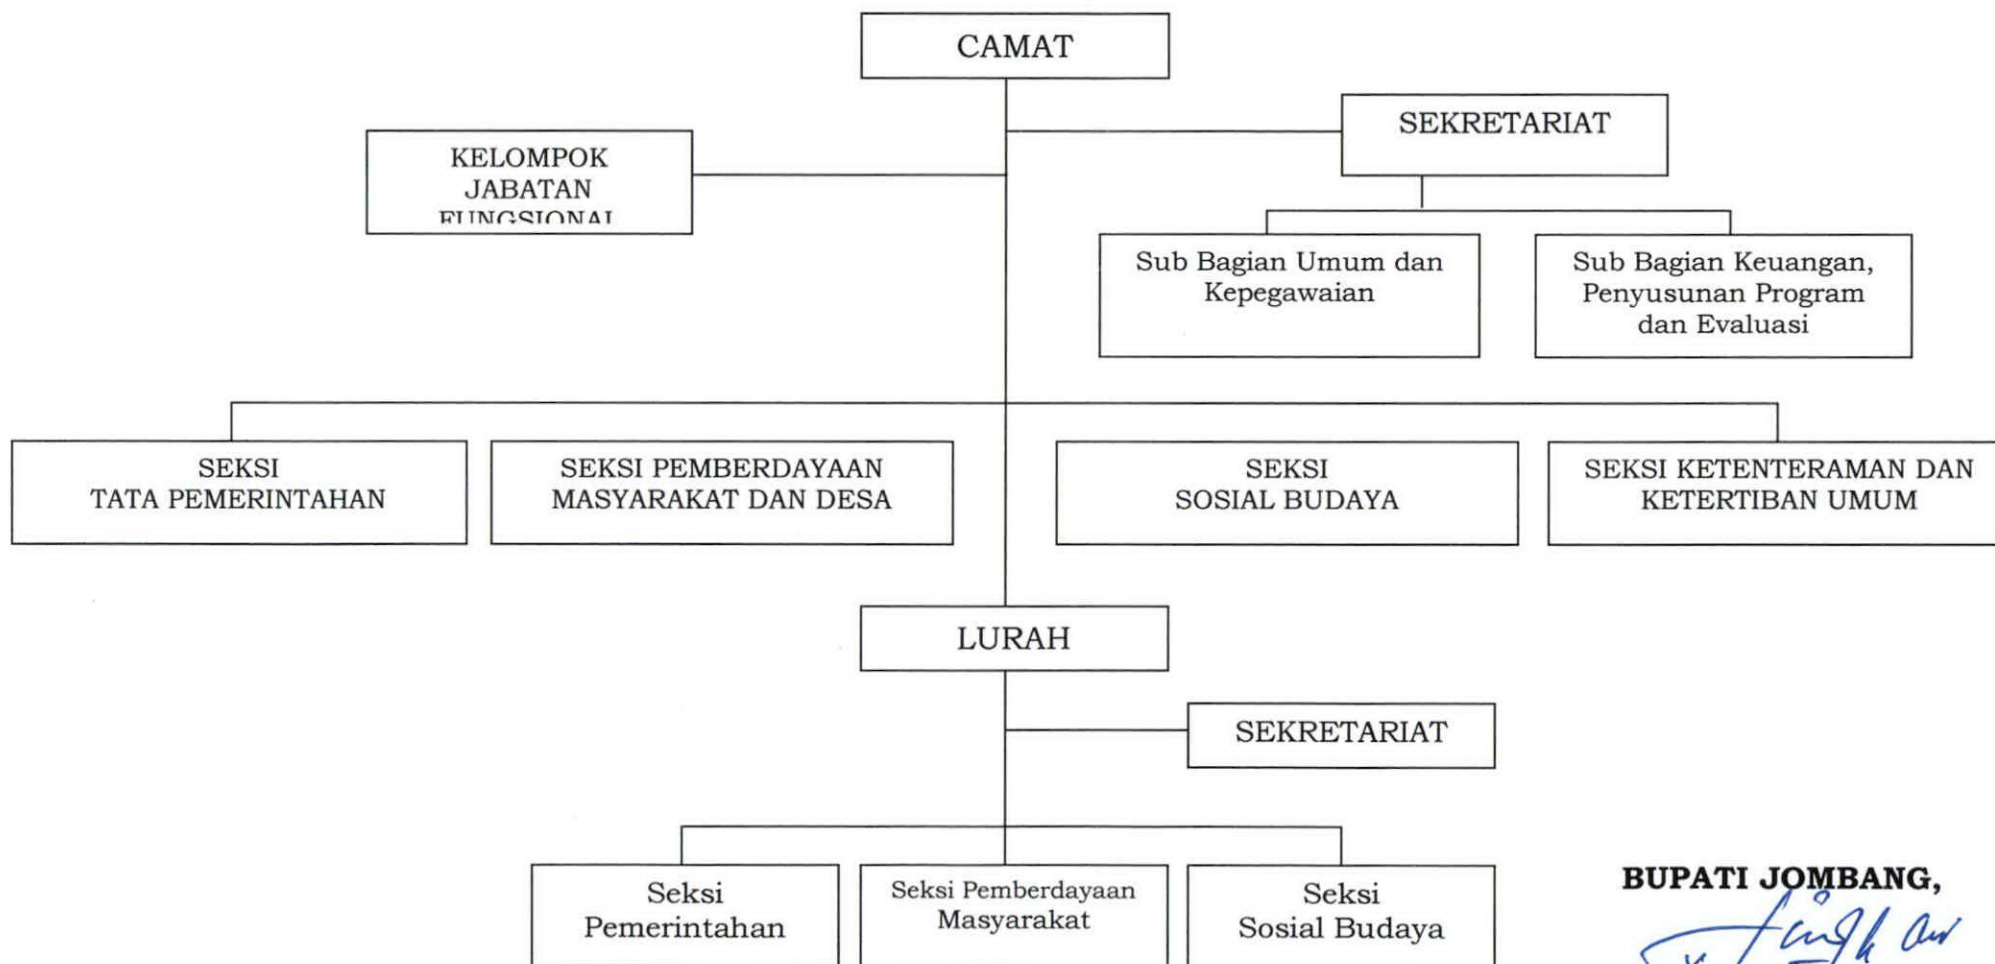 CAMAT
SEKRETARIAT
KELOMPOK
JABATAN
FUNGSIONAL
Sub Bagian Umum dan
Kepegawaian
Sub Bagian Keuangan,
Penyusunan Program
dan Evaluasi
SEKSI
TATA PEMERINTAHAN
SEKSI PEMBERDAYAAN
MASYARAKAT DAN DESA
SEKSI
SOSIAL BUDAYA
SEKSI KETENTERAMAN DAN
KETERTIBAN UMUM
LURAH
SEKRETARIAT
Seksi
Pemerintahan
Seksi Pemberdayaan
Masyarakat
Seksi
Sosial Budaya
BUPATI JOMBANG,